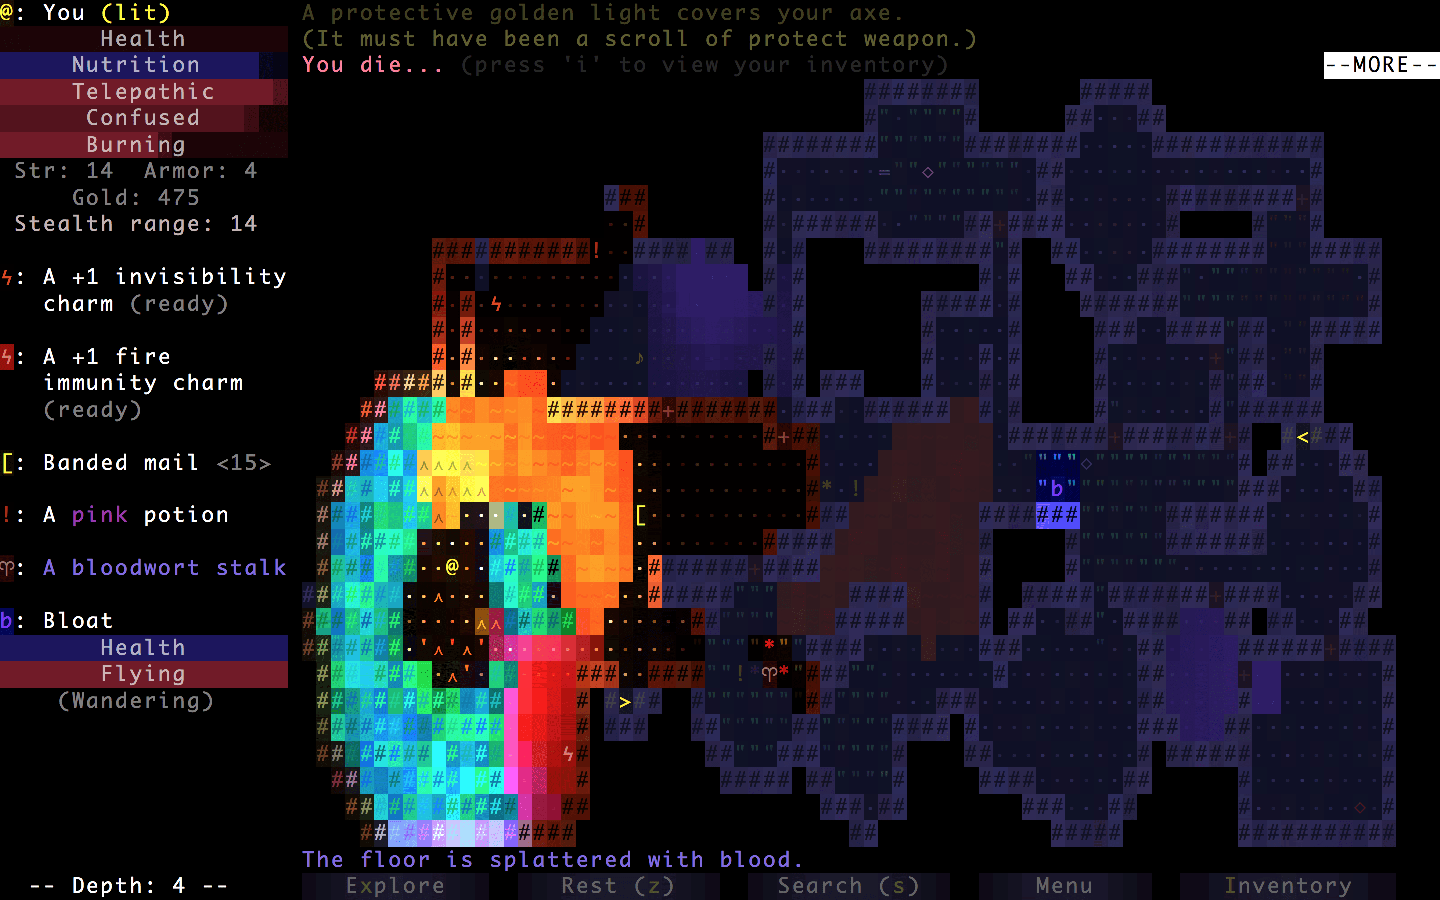 @: You (lit)
Health
Nutrition
Telepathic
Confused
Burning
Str: 14 Armor: 4
Gold: 475
Stealth range: 14
ϟ: A +1 invisibility
charm (ready)
ϟ: A +1 fire
immunity charm
(ready)
[: Banded mail <15>
!: A pink potion
♈: A bloodwort stalk
b: Bloat
Health
Flying
(Wandering)
-- Depth: 4 --
A protective golden light covers your axe.
(It must have been a scroll of protect weapon.)
You die... (press 'i' to view your inventory)
--MORE--
The floor is splattered with blood.
Explore Rest (z) Search (s) Menu Inventory